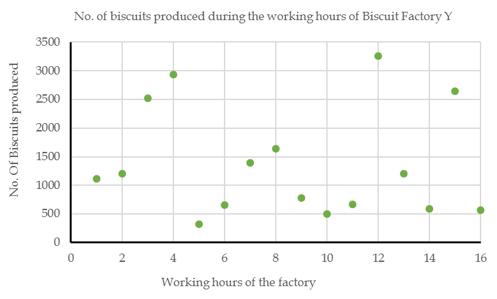 No. of biscuits produced during the working hours of Biscuit Factory Y
No. Of Biscuits produced
3500
3000
2500
2000
1500
1000
500
0
0 2 4 6 8 10 12 14 16
Working hours of the factory